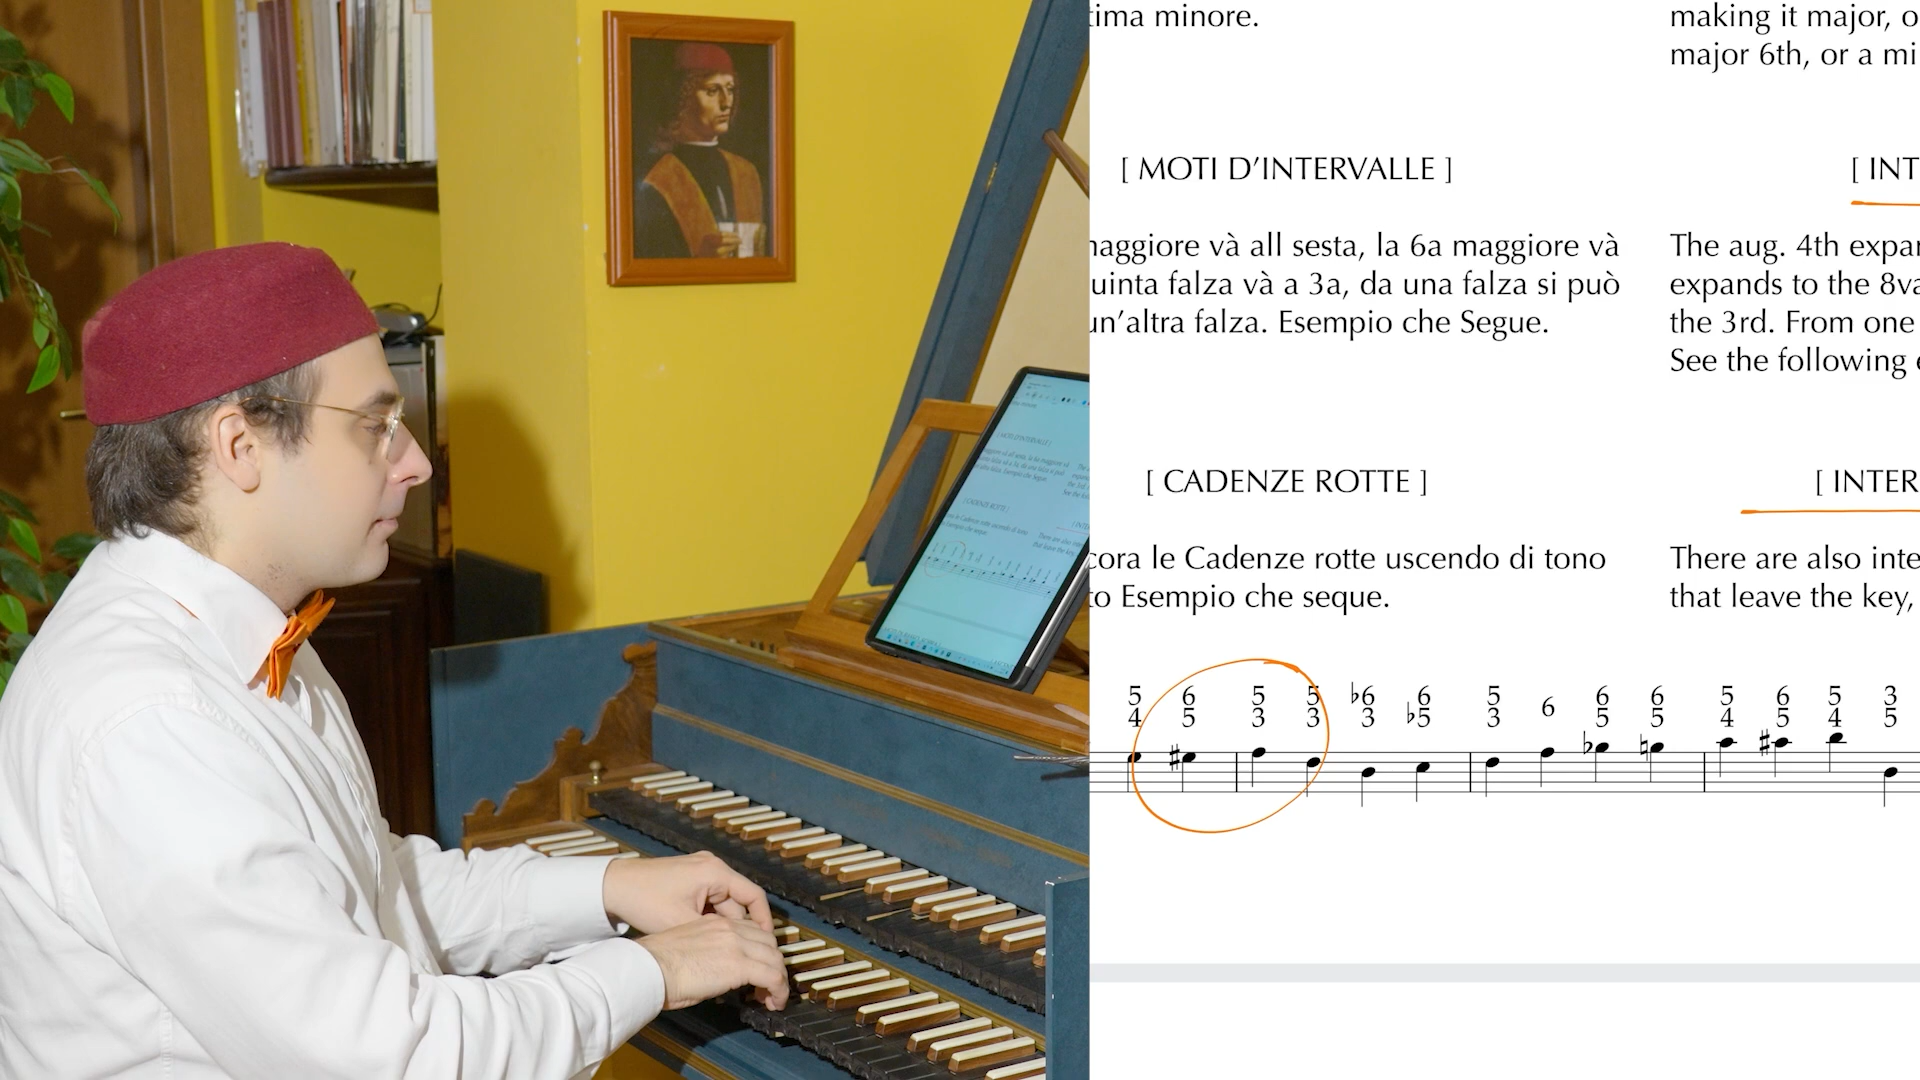 tima minore.
[ MOTI D’INTERVALLE ]
maggiore và all sesta, la 6a maggiore và
uinta falza và a 3a, da una falza si può
un’altra falza. Esempio che Segue.
[ CADENZE ROTTE ]
cora le Cadenze rotte uscendo di tono
to Esempio che seque.
making it major, o
major 6th, or a mi
[ INT
The aug. 4th expan
expands to the 8va
the 3rd. From one
See the following e
[ INTER
There are also inte
that leave the key,
5 6 5 5 ♭6 6 5 6 6 6 5 6 5 3
4 5 3 3 3 ♭5 3 5 5 4 5 4 5